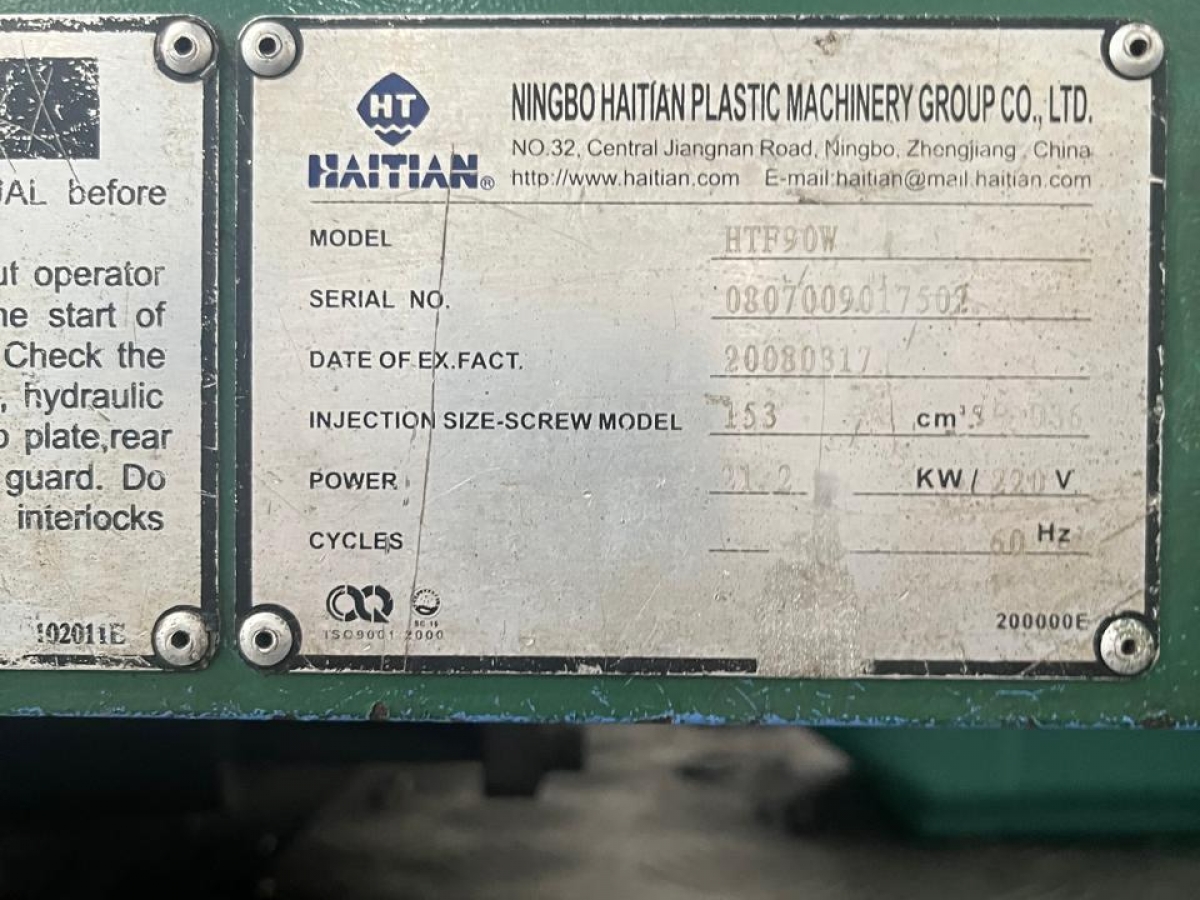 JAL before
ut operator
he start of
Check the
, hydraulic
p plate,rear
guard. Do
interlocks
102011E
HT
HAITIAN®
NINGBO HAITIAN PLASTIC MACHINERY GROUP CO., LTD.
NO.32, Central Jiangnan Road, Ningbo, Zhengjiang , China
http://www.haitian.com E-mail:haitian@mail.haitian.com
MODEL HTF90W
SERIAL NO. 0807009017502
DATE OF EX.FACT. 20080317
INJECTION SIZE-SCREW MODEL 153 cm³
POWER 21.2 KW / 220 V
CYCLES 60 Hz
ISO9001 2000
200000E